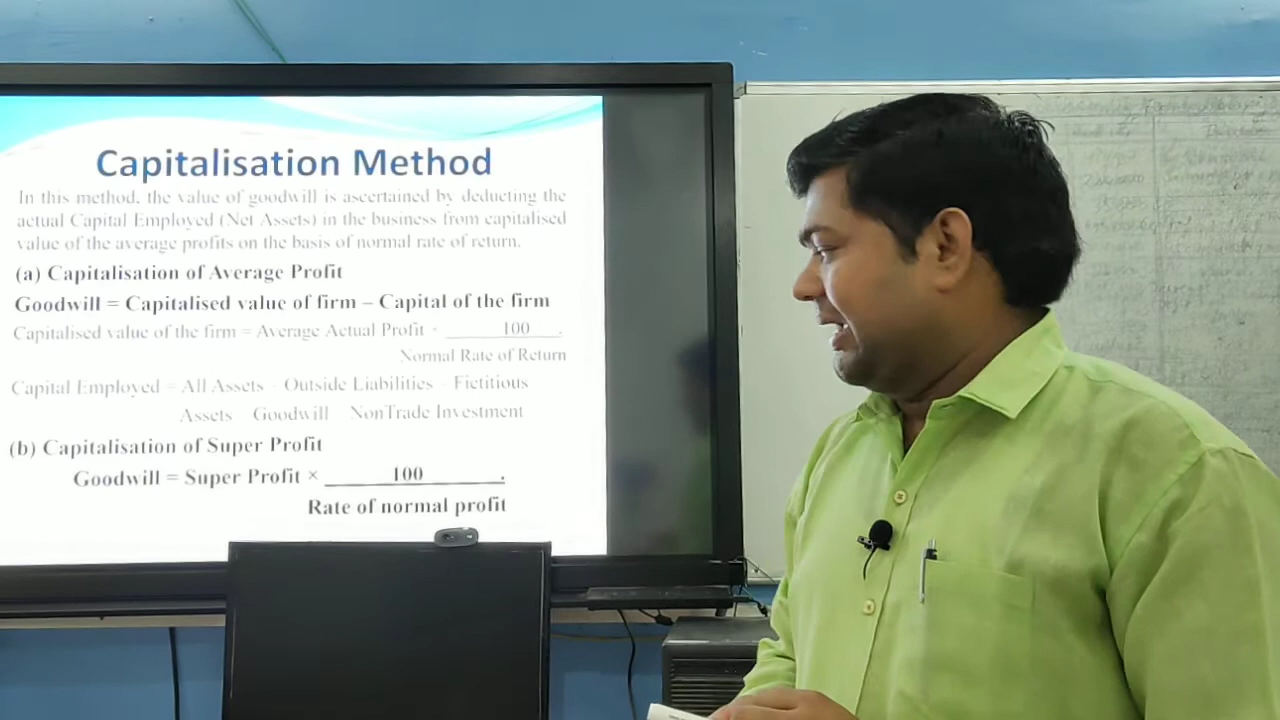 Capitalisation Method
In this method, the value of goodwill is ascertained by deducting the
actual Capital Employed (Net Assets) in the business from capitalised
value of the average profits on the basis of normal rate of return.
(a) Capitalisation of Average Profit
Goodwill = Capitalised value of firm – Capital of the firm
Capitalised value of the firm = Average Actual Profit × 100 .
Normal Rate of Return
Capital Employed = All Assets – Outside Liabilities – Fictitious
Assets – Goodwill – NonTrade Investment
(b) Capitalisation of Super Profit
Goodwill = Super Profit × 100 .
Rate of normal profit